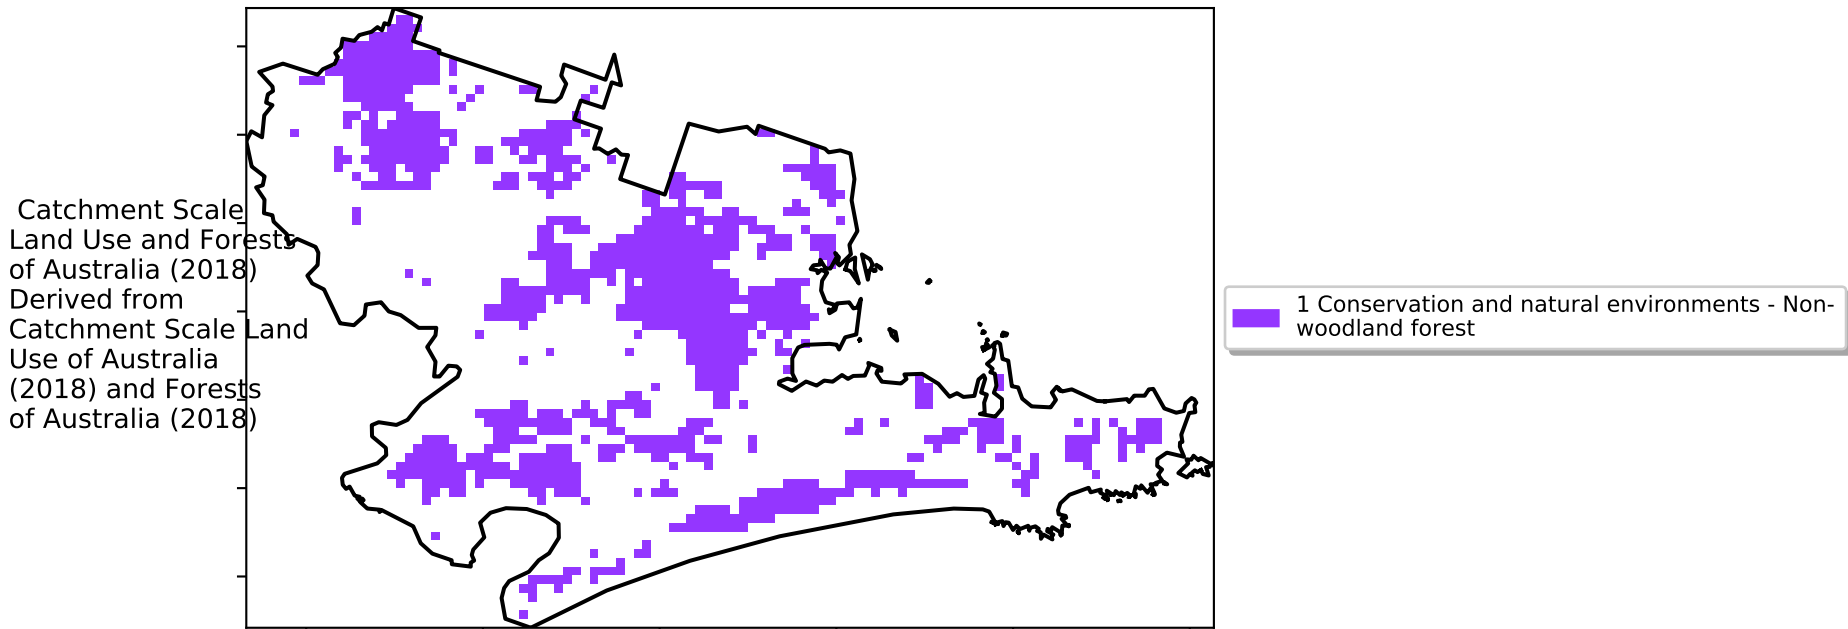 Catchment Scale
Land Use and Forests
of Australia (2018)
Derived from
Catchment Scale Land
Use of Australia
(2018) and Forests
of Australia (2018)
1 Conservation and natural environments - Non-
woodland forest